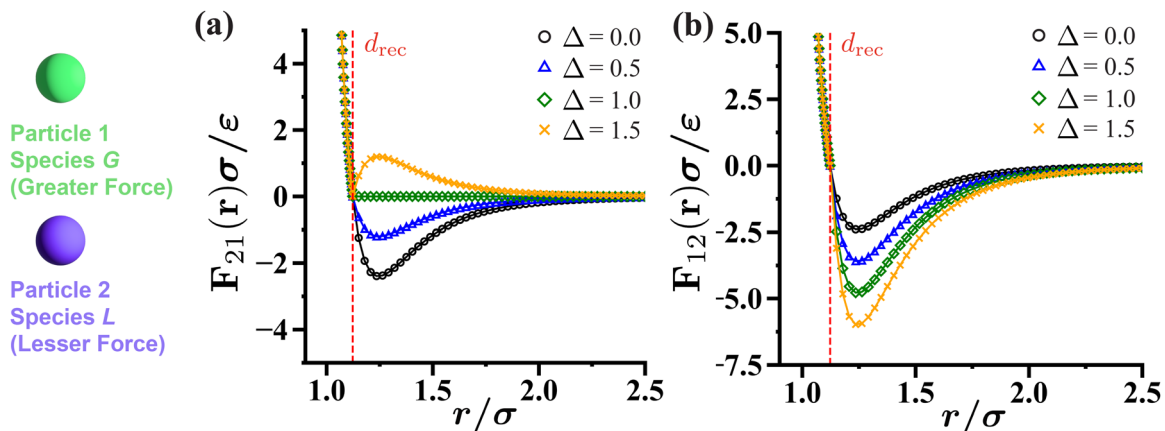 Particle 1
Species G
(Greater Force)
Particle 2
Species L
(Lesser Force)
(a)
d_rec
Δ = 0.0
Δ = 0.5
Δ = 1.0
Δ = 1.5
F₂₁(r)σ/ε
4
2
0
−2
−4
1.0 1.5 2.0 2.5
r/σ
(b)
d_rec
Δ = 0.0
Δ = 0.5
Δ = 1.0
Δ = 1.5
F₁₂(r)σ/ε
5.0
2.5
0.0
-2.5
-5.0
-7.5
1.0 1.5 2.0 2.5
r/σ